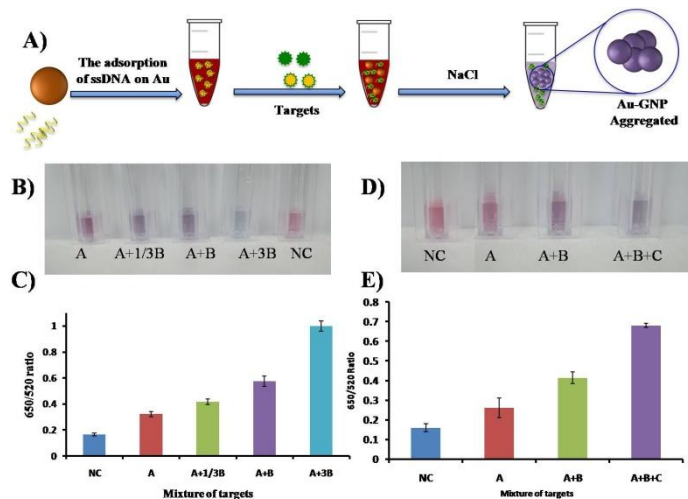 A)
The adsorption
of ssDNA on Au
Targets
NaCl
Au-GNP
Aggregated
B)
A A+1/3B A+B A+3B NC
C)
650/520 ratio
1
0.8
0.6
0.4
0.2
0
NC A A+1/3B A+B A+3B
Mixture of targets
D)
NC A A+B A+B+C
E)
650/520 Ratio
0.8
0.7
0.6
0.5
0.4
0.3
0.2
0.1
0
NC A A+B A+B+C
Mixture of targets